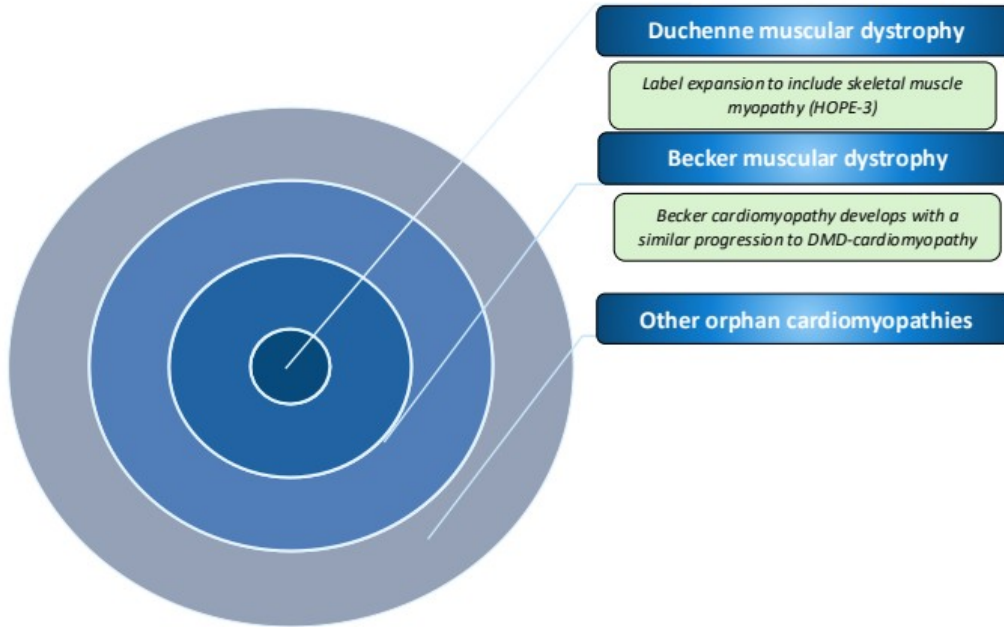 Duchenne muscular dystrophy
Label expansion to include skeletal muscle
myopathy (HOPE-3)
Becker muscular dystrophy
Becker cardiomyopathy develops with a
similar progression to DMD-cardiomyopathy
Other orphan cardiomyopathies